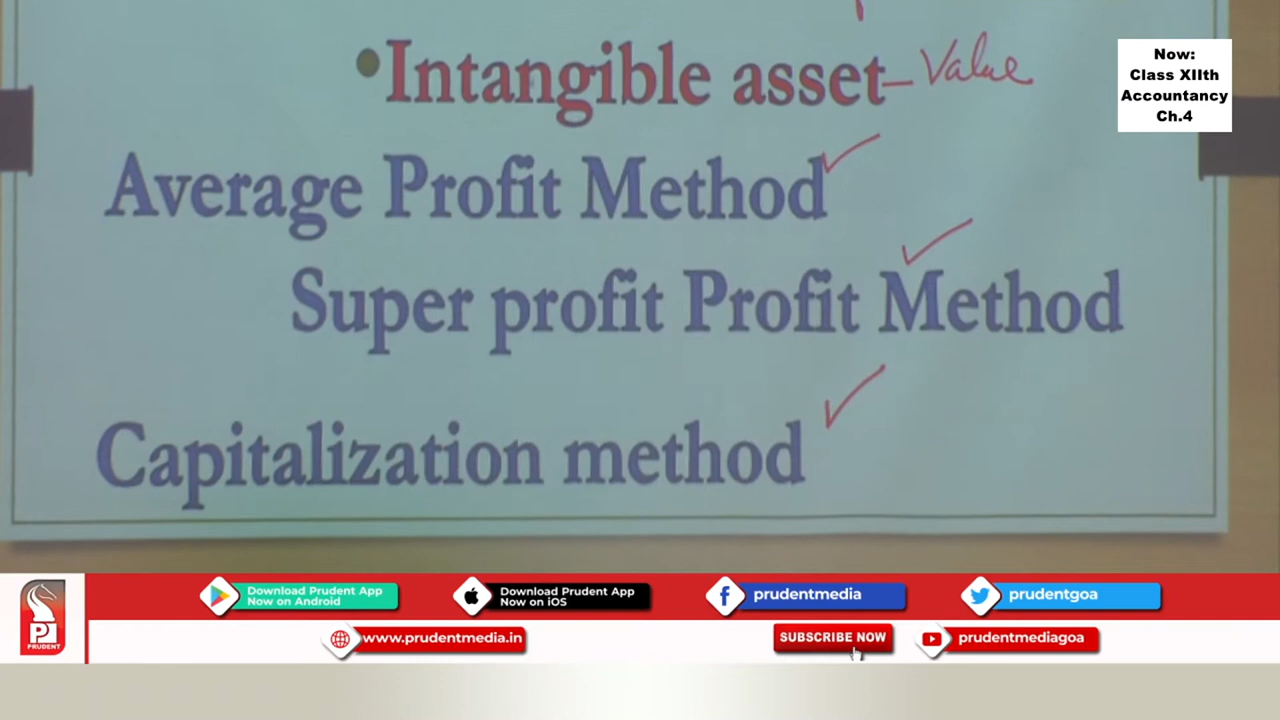 Intangible asset - Value
Now:
Class XIIth
Accountancy
Ch.4
Average Profit Method
Super profit Profit Method
Capitalization method
Download Prudent App
Now on Android
Download Prudent App
Now on iOS
prudentmedia
prudentgoa
PRUDENT
www.prudentmedia.in
SUBSCRIBE NOW
prudentmediagoa